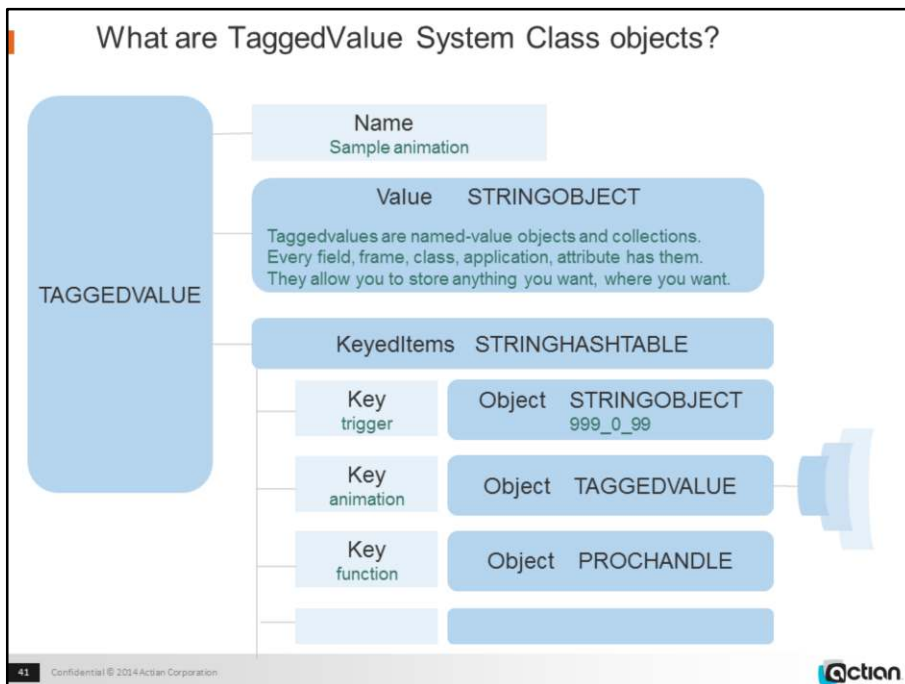 What are TaggedValue System Class objects?
TAGGEDVALUE
Name
Sample animation
Value STRINGOBJECT
Taggedvalues are named-value objects and collections.
Every field, frame, class, application, attribute has them.
They allow you to store anything you want, where you want.
KeyedItems STRINGHASHTABLE
Key
trigger
Object STRINGOBJECT
999_0_99
Key
animation
Object TAGGEDVALUE
Key
function
Object PROCHANDLE
41 Confidential © 2014 Actian Corporation
actian